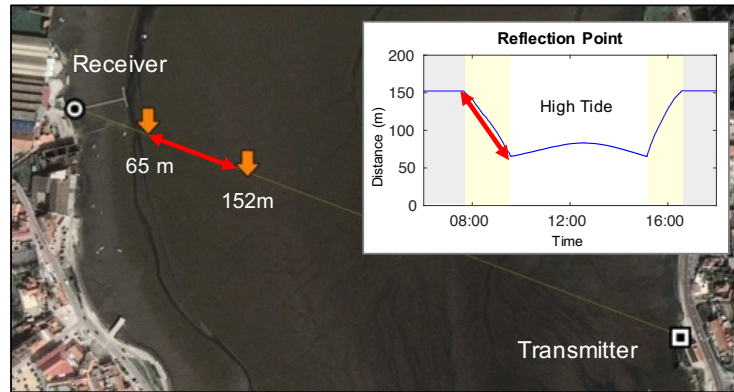 Receiver
65 m
152m
Transmitter
Reflection Point
200
150
100
50
0
Distance (m)
High Tide
08:00
12:00
16:00
Time